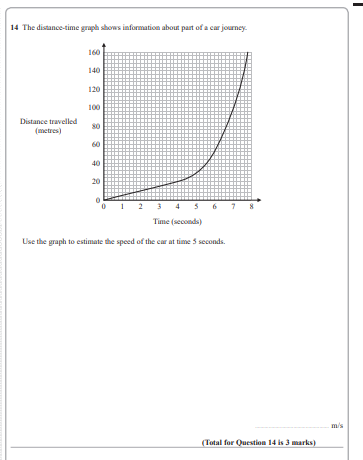 14 The distance-time graph shows information about part of a car journey.
160
140
120
100
Distance travelled
(metres)
80
60
40
20
0
0 1 2 3 4 5 6 7 8
Time (seconds)
Use the graph to estimate the speed of the car at time 5 seconds.
m/s
(Total for Question 14 is 3 marks)